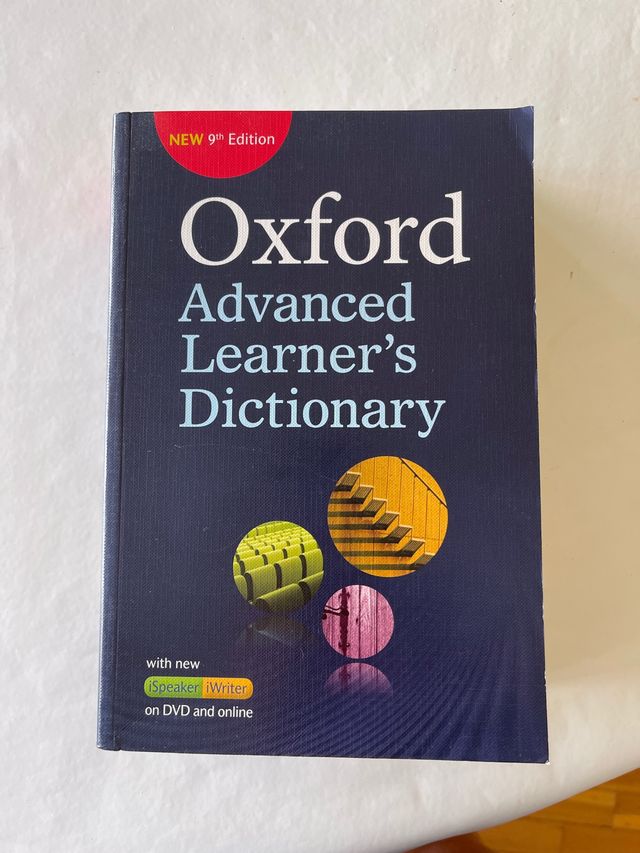 NEW 9th Edition
Oxford
Advanced
Learner's
Dictionary
with new
iSpeaker iWriter
on DVD and online